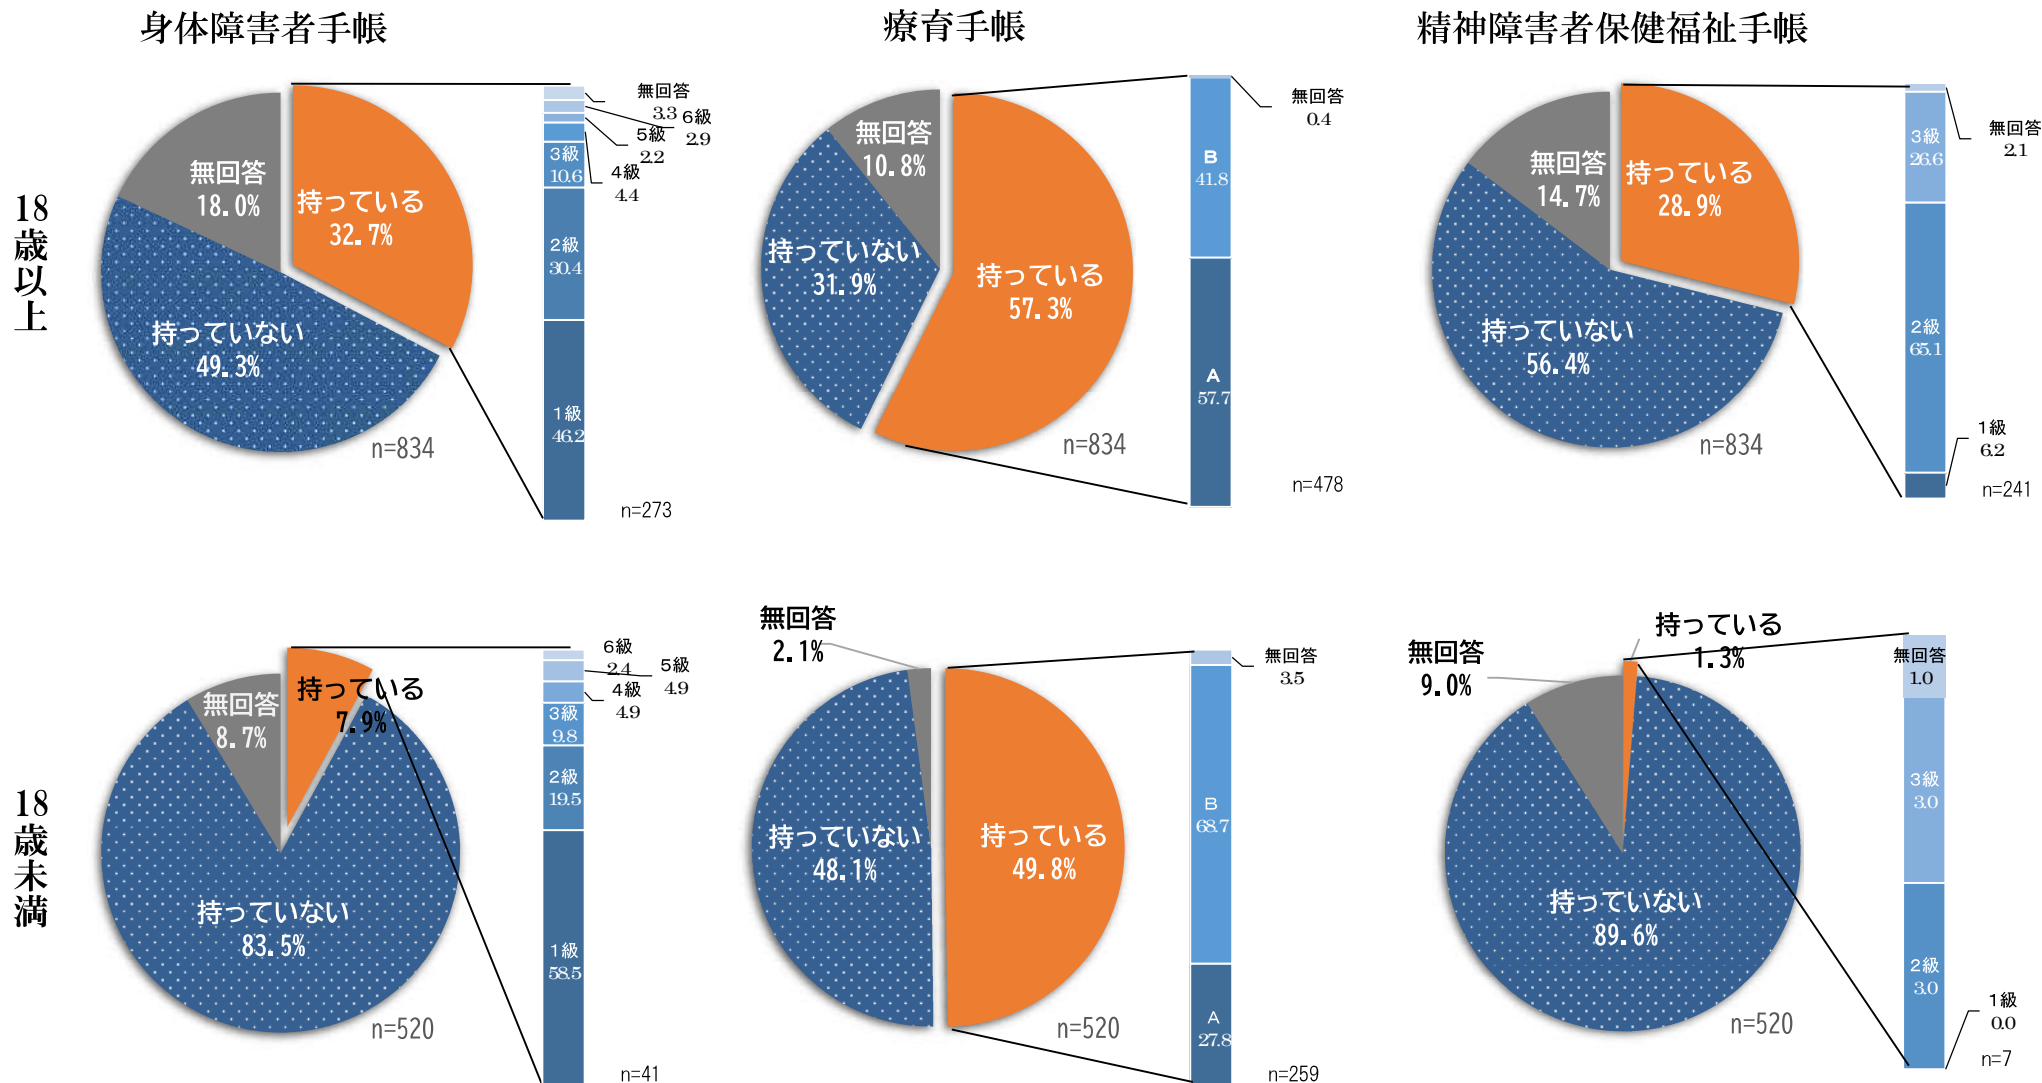 身体障害者手帳
療育手帳
精神障害者保健福祉手帳
18歳以上
持っている
32.7%
持っていない
49.3%
無回答
18.0%
n=834
無回答
3.3
6級
2.9
5級
2.2
4級
4.4
3級
10.6
2級
30.4
1級
46.2
n=273
持っている
57.3%
持っていない
31.9%
無回答
10.8%
n=834
無回答
0.4
B
41.8
A
57.7
n=478
持っている
28.9%
持っていない
56.4%
無回答
14.7%
n=834
無回答
2.1
3級
26.6
2級
65.1
1級
6.2
n=241
18歳未満
持っている
7.9%
持っていない
83.5%
無回答
8.7%
n=520
6級
2.4
5級
4.9
4級
4.9
3級
9.8
2級
19.5
1級
58.5
n=41
無回答
2.1%
持っている
49.8%
持っていない
48.1%
n=520
無回答
3.5
B
68.7
A
27.8
n=259
無回答
9.0%
持っている
1.3%
持っていない
89.6%
n=520
無回答
1.0
3級
3.0
2級
3.0
1級
0.0
n=7